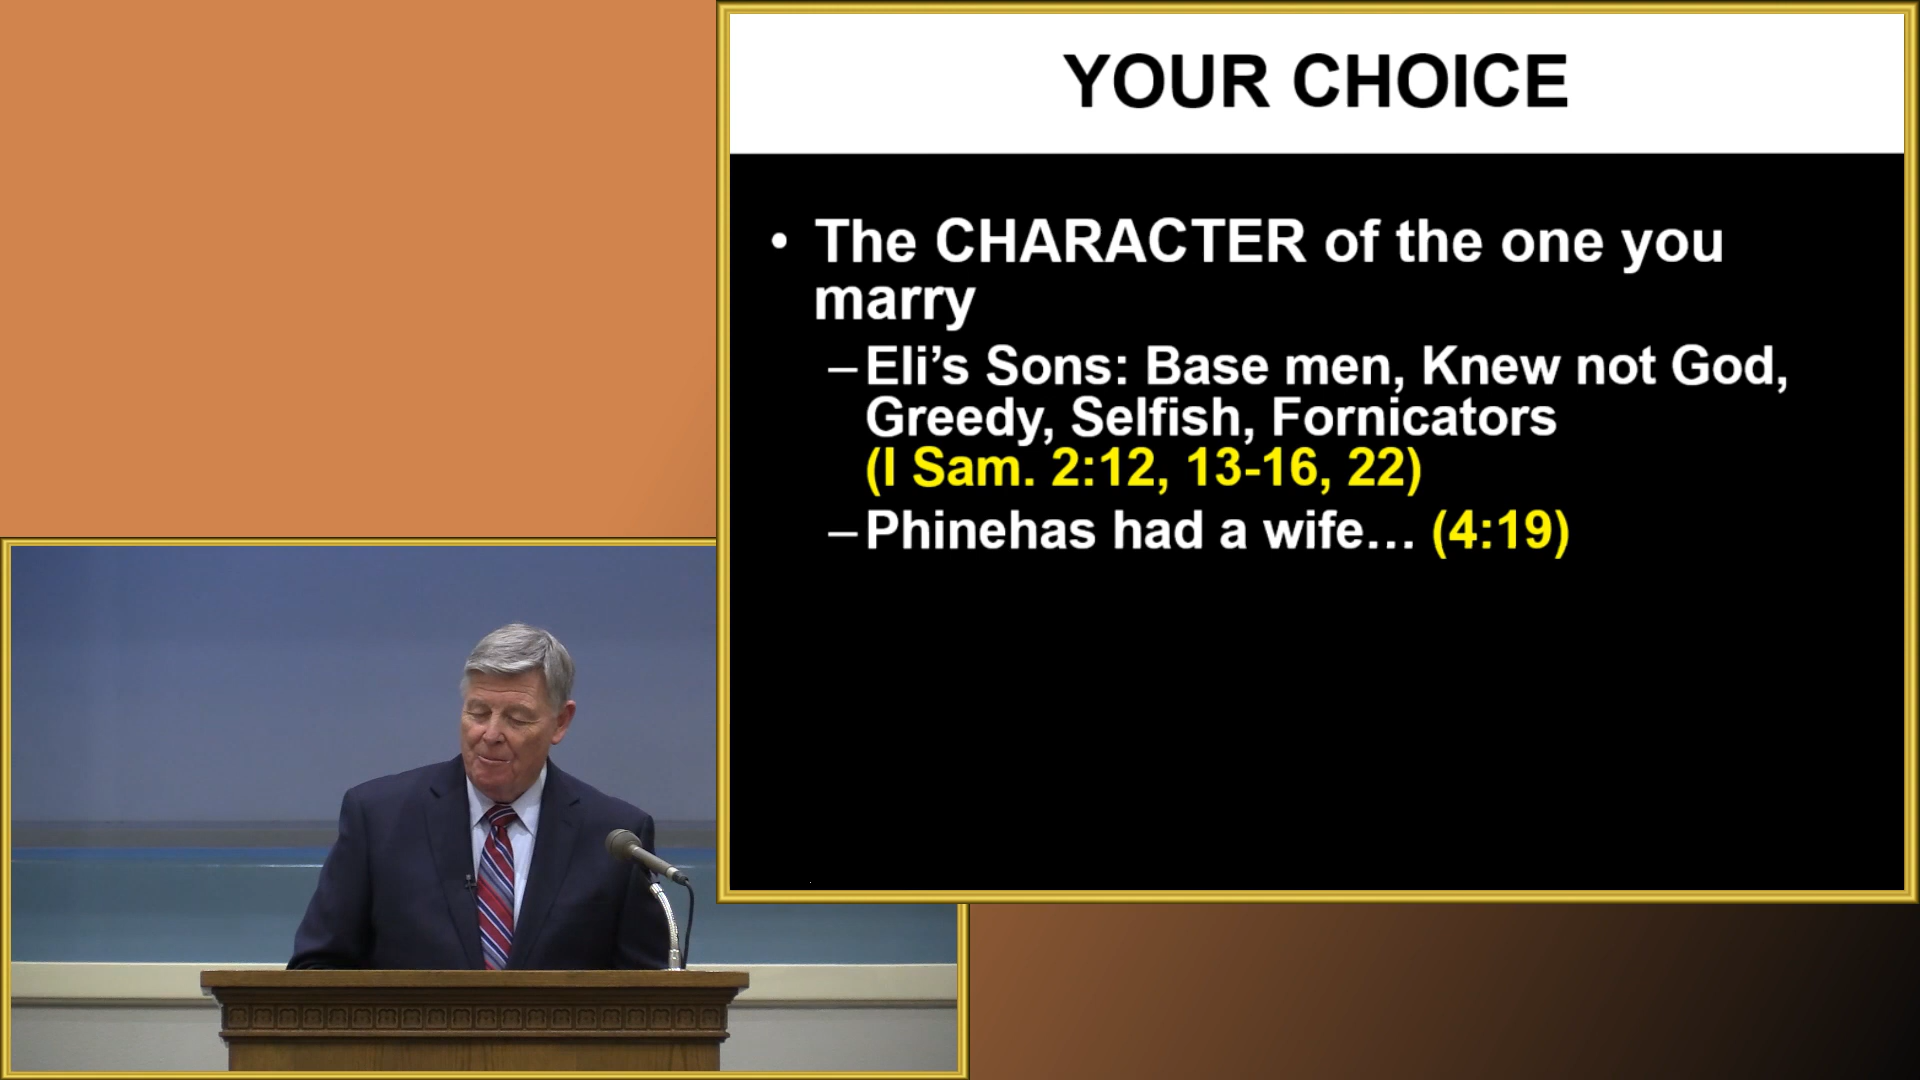 YOUR CHOICE
• The CHARACTER of the one you
marry
–Eli’s Sons: Base men, Knew not God,
Greedy, Selfish, Fornicators
(I Sam. 2:12, 13-16, 22)
–Phinehas had a wife… (4:19)